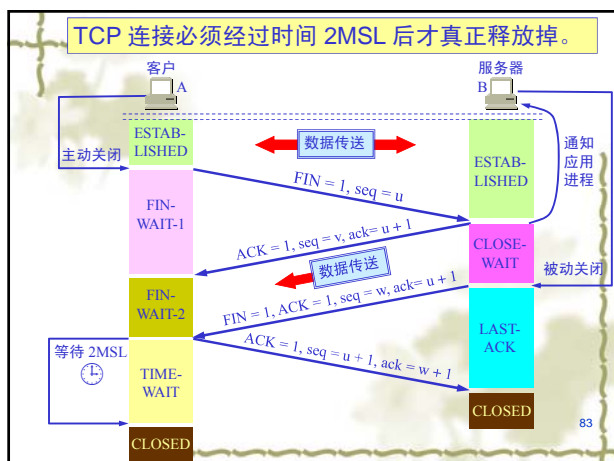 TCP 连接必须经过时间 2MSL 后才真正释放掉。
客户
A
服务器
B
ESTAB-
LISHED
主动关闭
数据传送
ESTAB-
LISHED
通知
应用
进程
FIN = 1, seq = u
FIN-
WAIT-1
ACK = 1, seq = v, ack= u + 1
CLOSE-
WAIT
数据传送
被动关闭
FIN-
WAIT-2
FIN = 1, ACK = 1, seq = w, ack= u + 1
LAST-
ACK
等待 2MSL
ACK = 1, seq = u + 1, ack = w + 1
TIME-
WAIT
CLOSED
CLOSED
83